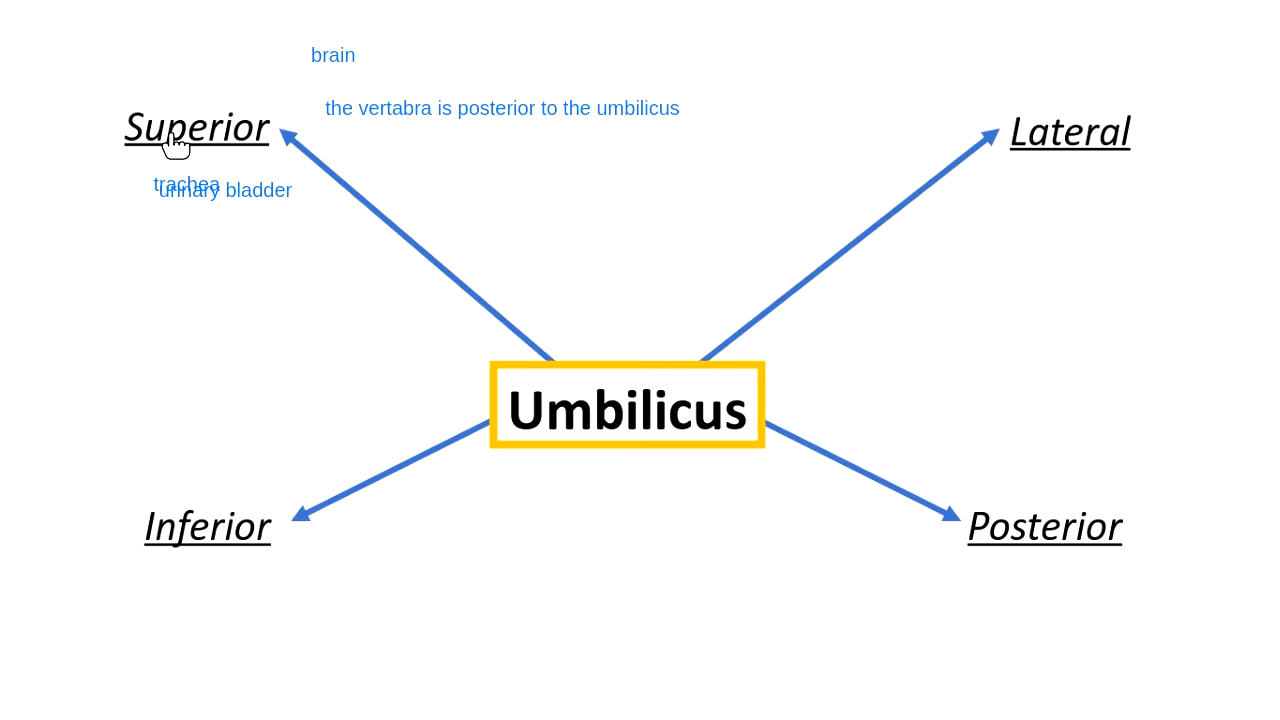 brain
the vertabra is posterior to the umbilicus
Superior
Lateral
trachea
urinary bladder
Umbilicus
Inferior
Posterior